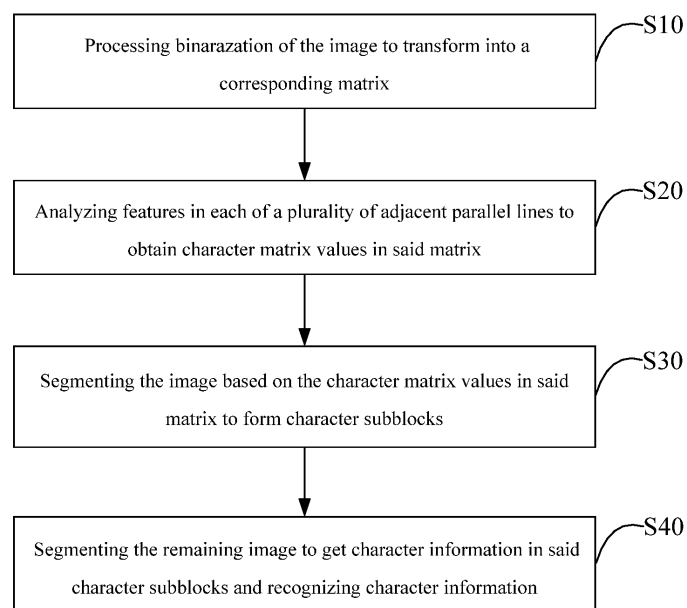 S10
Processing binarazation of the image to transform into a
corresponding matrix
S20
Analyzing features in each of a plurality of adjacent parallel lines to
obtain character matrix values in said matrix
S30
Segmenting the image based on the character matrix values in said
matrix to form character subblocks
S40
Segmenting the remaining image to get character information in said
character subblocks and recognizing character information